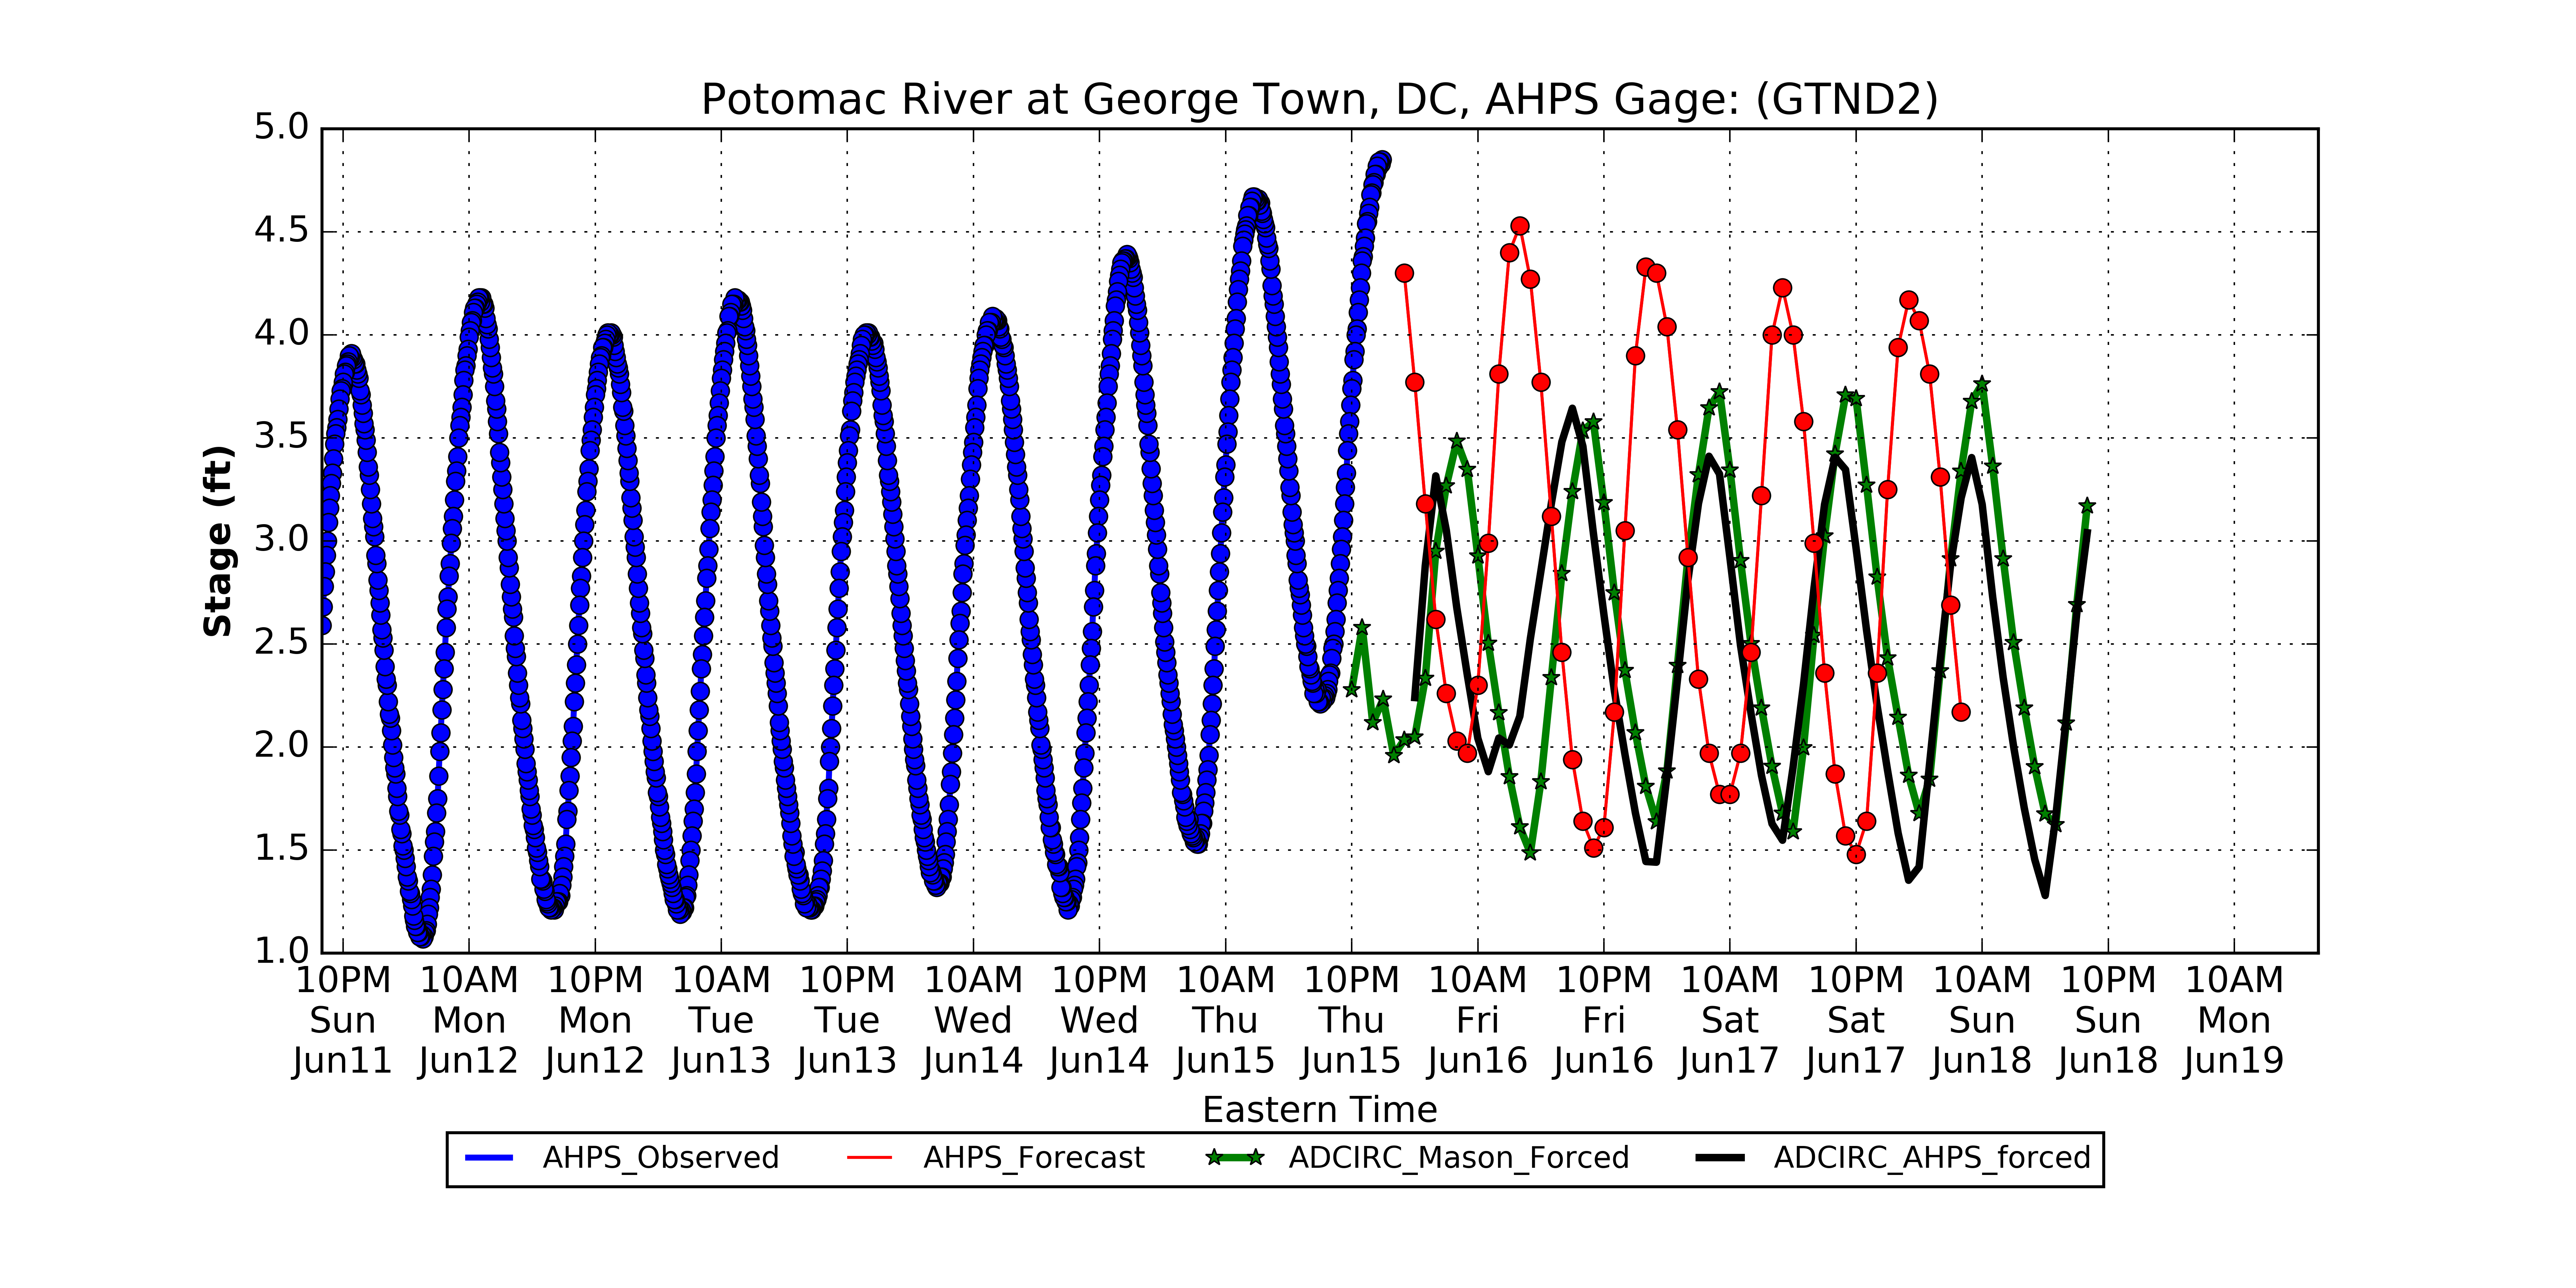 Potomac River at George Town, DC, AHPS Gage: (GTND2)
5.0
4.5
4.0
3.5
3.0
2.5
2.0
1.5
1.0
Stage (ft)
10PM 10AM 10PM 10AM 10PM 10AM 10PM 10AM 10PM 10AM 10PM 10AM 10PM 10AM 10PM 10AM
Sun Mon Mon Tue Tue Wed Wed Thu Thu Fri Fri Sat Sat Sun Sun Mon
Jun11 Jun12 Jun12 Jun13 Jun13 Jun14 Jun14 Jun15 Jun15 Jun16 Jun16 Jun17 Jun17 Jun18 Jun18 Jun19
Eastern Time
AHPS_Observed AHPS_Forecast ADCIRC_Mason_Forced ADCIRC_AHPS_forced